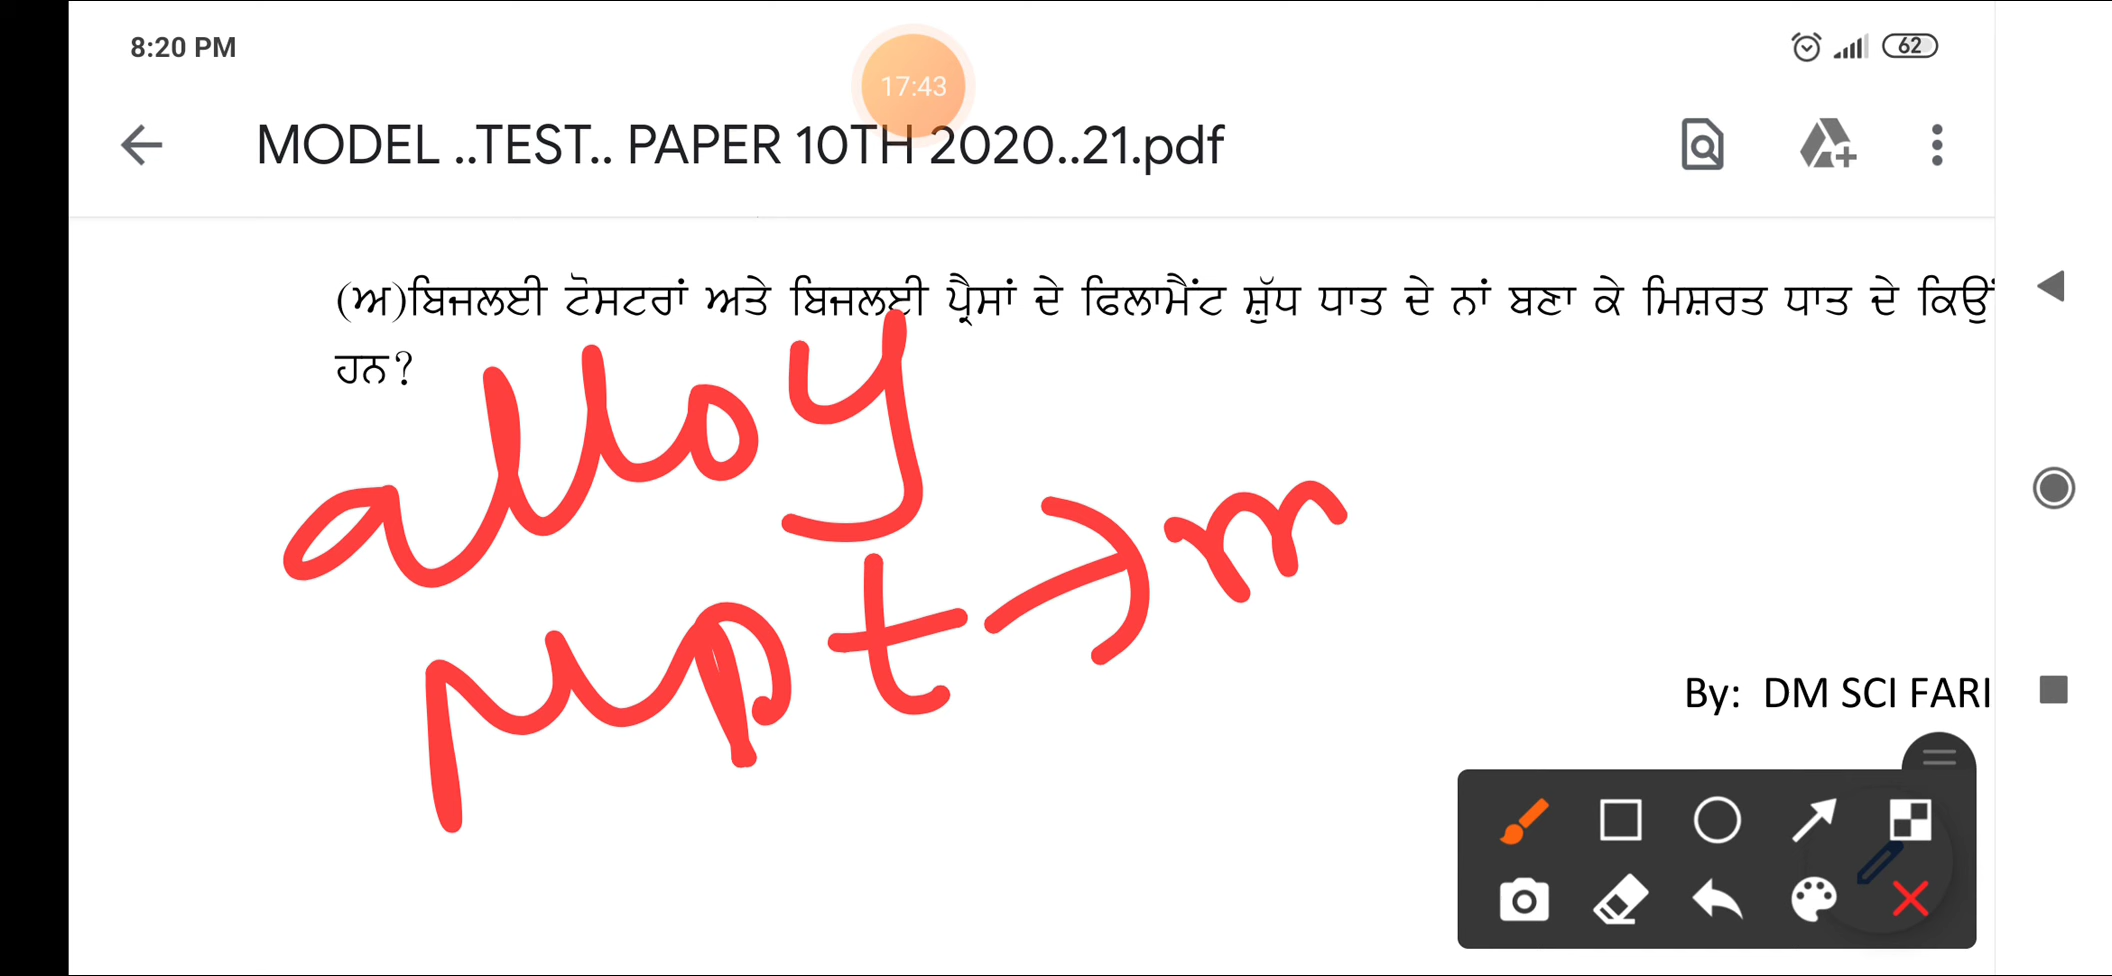 8:20 PM
17:43
62
MODEL ..TEST.. PAPER 10TH 2020..21.pdf
(ਅ)ਬਿਜਲਈ ਟੋਸਟਰਾਂ ਅਤੇ ਬਿਜਲਈ ਪ੍ਰੈਸਾਂ ਦੇ ਫਿਲਾਮੈਂਟ ਸ਼ੁੱਧ ਧਾਤ ਦੇ ਨਾਂ ਬਣਾ ਕੇ ਮਿਸ਼ਰਤ ਧਾਤ ਦੇ ਕਿਉਂ
ਹਨ?
alloy
Mpt → m
By: DM SCI FARI